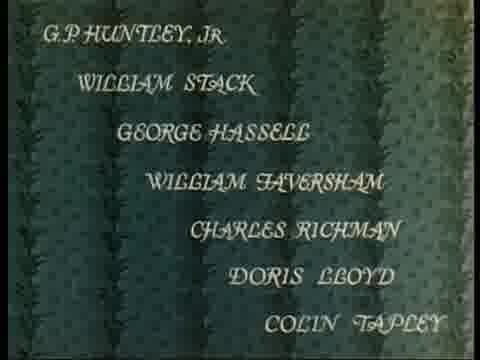 G.P. HUNTLEY, Jr.
WILLIAM STACK
GEORGE HASSELL
WILLIAM FAVERSHAM
CHARLES RICHMAN
DORIS LLOYD
COLIN TAPLEY